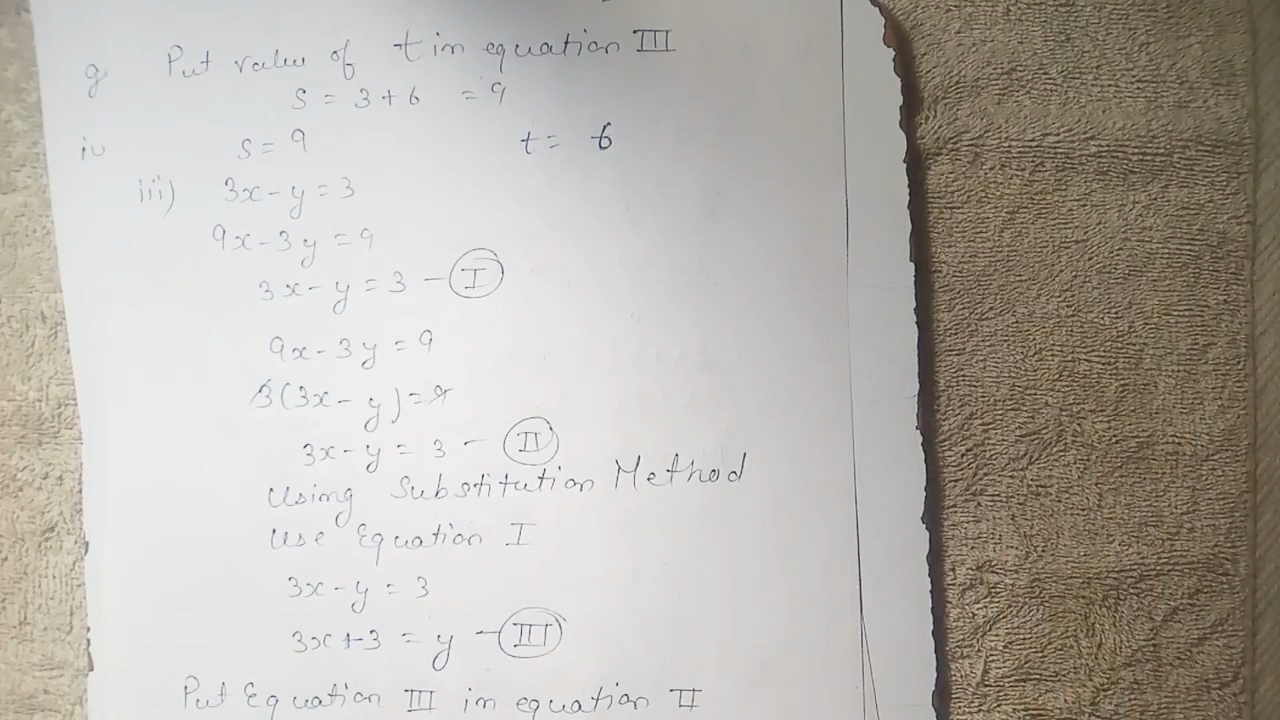 g Put value of t in equation III
S = 3 + 6 = 9
iv S = 9 t = 6
iii) 3x - y = 3
9x - 3y = 9
3x - y = 3 - I
9x - 3y = 9
3(3x - y) = 9
3x - y = 3 - II
Using Substitution Method
Use Equation I
3x - y = 3
3x + 3 = y - III
Put Equation III in equation II